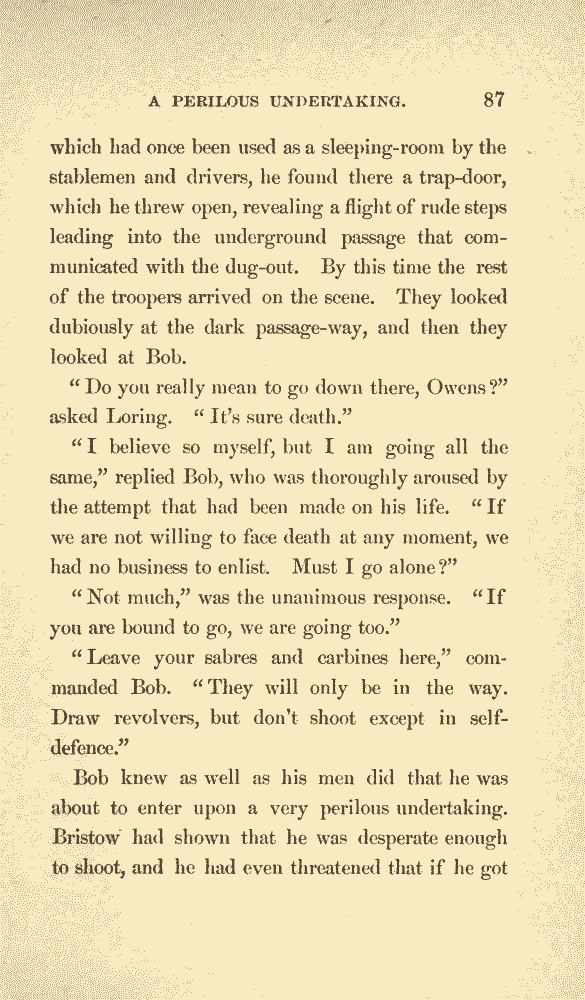 A PERILOUS UNDERTAKING. 87
which had once been used as a sleeping-room by the
stablemen and drivers, he found there a trap-door,
which he threw open, revealing a flight of rude steps
leading into the underground passage that com-
municated with the dug-out. By this time the rest
of the troopers arrived on the scene. They looked
dubiously at the dark passage-way, and then they
looked at Bob.
“Do you really mean to go down there, Owens?”
asked Loring. “It’s sure death.”
“I believe so myself, but I am going all the
same,” replied Bob, who was thoroughly aroused by
the attempt that had been made on his life. “If
we are not willing to face death at any moment, we
had no business to enlist. Must I go alone?”
“Not much,” was the unanimous response. “If
you are bound to go, we are going too.”
“Leave your sabres and carbines here,” com-
manded Bob. “They will only be in the way.
Draw revolvers, but don’t shoot except in self-
defence.”
Bob knew as well as his men did that he was
about to enter upon a very perilous undertaking.
Bristow had shown that he was desperate enough
to shoot, and he had even threatened that if he got